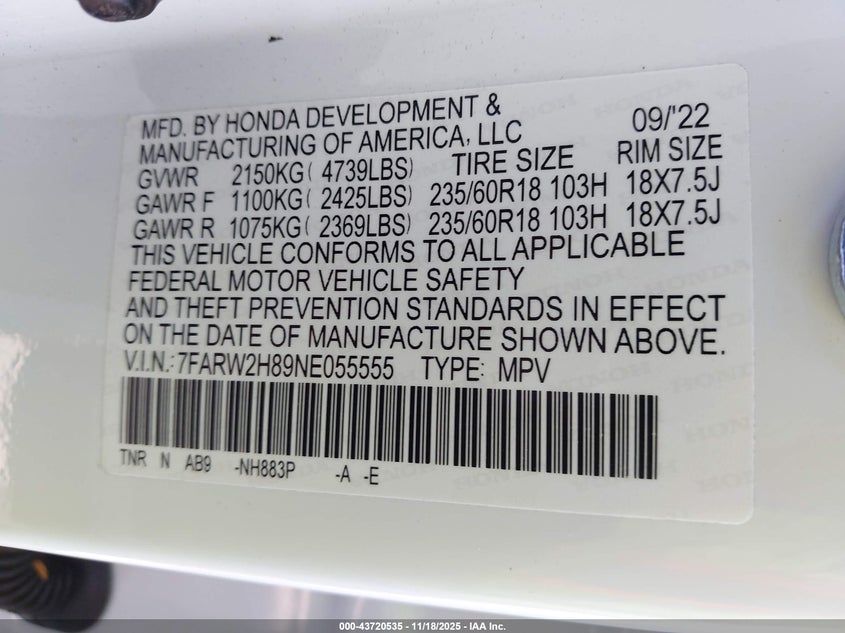 MFD. BY HONDA DEVELOPMENT & 09/'22
MANUFACTURING OF AMERICA, LLC
GVWR 2150KG ( 4739LBS) TIRE SIZE RIM SIZE
GAWR F 1100KG ( 2425LBS) 235/60R18 103H 18X7.5J
GAWR R 1075KG ( 2369LBS) 235/60R18 103H 18X7.5J
THIS VEHICLE CONFORMS TO ALL APPLICABLE
FEDERAL MOTOR VEHICLE SAFETY
AND THEFT PREVENTION STANDARDS IN EFFECT
ON THE DATE OF MANUFACTURE SHOWN ABOVE.
V.I.N.: 7FARW2H89NE055555 TYPE: MPV
TNR N AB9 -NH883P -A -E
000-43720535 - 11/18/2025 - IAA Inc.